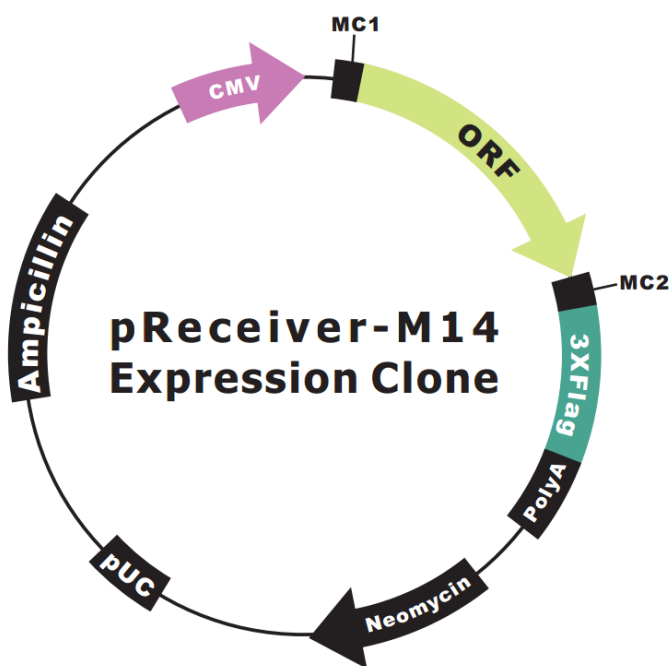 MC1
CMV
ORF
MC2
3XFlag
PolyA
Neomycin
pUC
Ampicillin
pReceiver-M14
Expression Clone